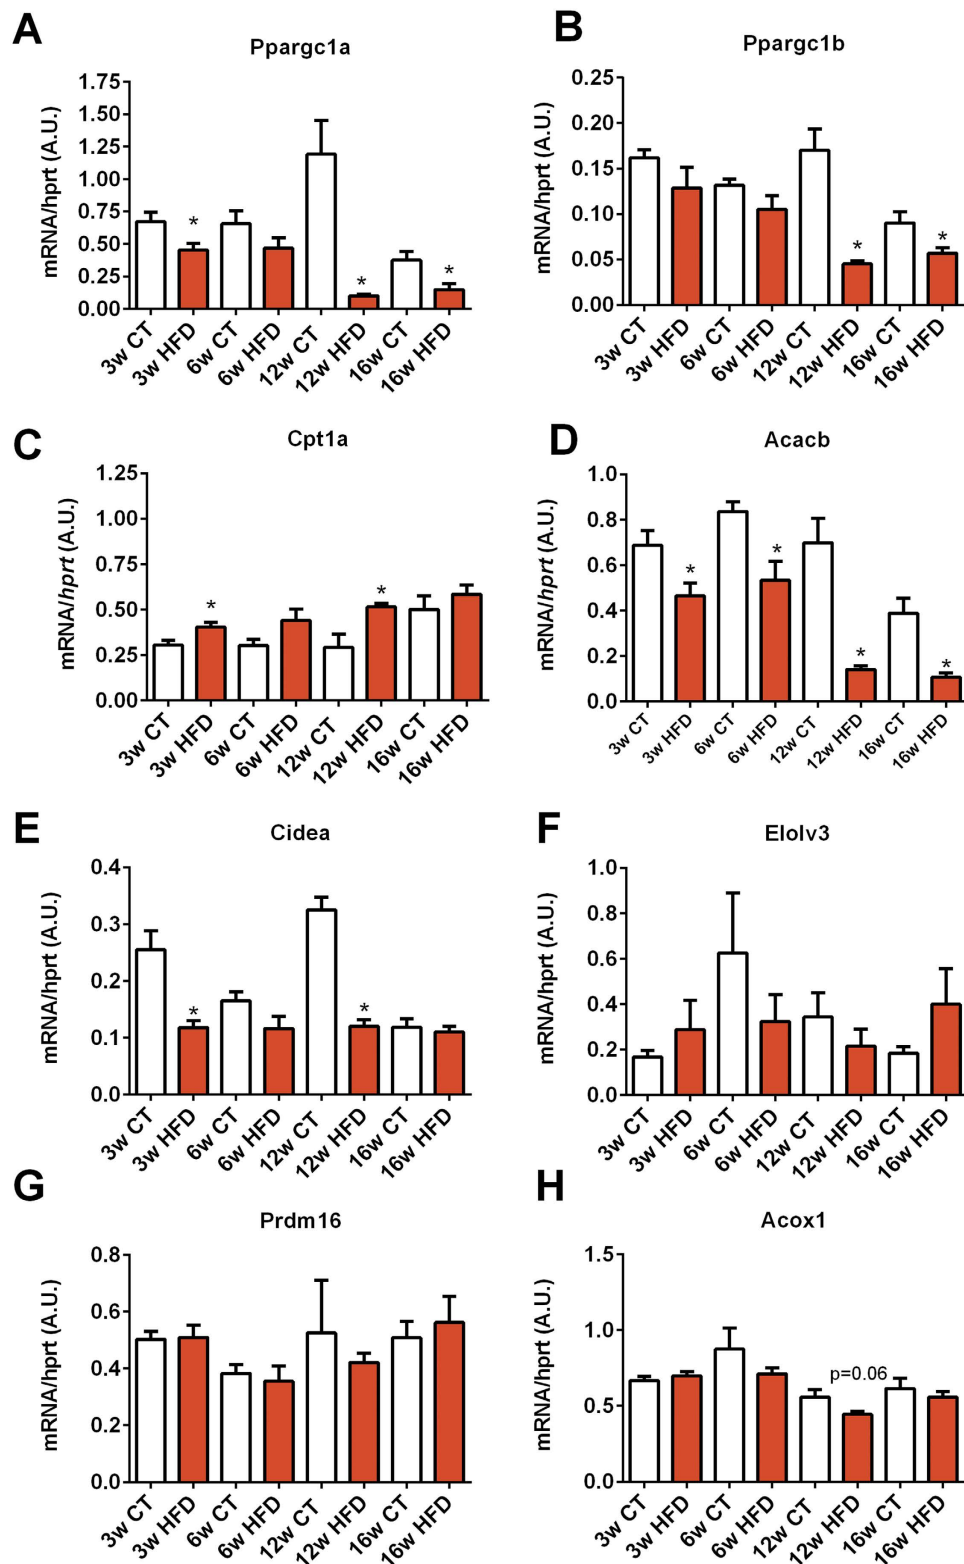 A
Ppargc1a
mRNA/hprt (A.U.)
1.75
1.50
1.25
1.00
0.75
0.50
0.25
0.00
*
*
*
3w CT
3w HFD
6w CT
6w HFD
12w CT
12w HFD
16w CT
16w HFD
B
Ppargc1b
mRNA/hprt (A.U.)
0.25
0.20
0.15
0.10
0.05
0.00
*
*
3w CT
3w HFD
6w CT
6w HFD
12w CT
12w HFD
16w CT
16w HFD
C
Cpt1a
mRNA/hprt (A.U.)
1.25
1.00
0.75
0.50
0.25
0.00
*
*
3w CT
3w HFD
6w CT
6w HFD
12w CT
12w HFD
16w CT
16w HFD
D
Acacb
mRNA/hprt (A.U.)
1.0
0.8
0.6
0.4
0.2
0.0
*
*
*
*
3w CT
3w HFD
6w CT
6w HFD
12w CT
12w HFD
16w CT
16w HFD
E
Cidea
mRNA/hprt (A.U.)
0.4
0.3
0.2
0.1
0.0
*
*
3w CT
3w HFD
6w CT
6w HFD
12w CT
12w HFD
16w CT
16w HFD
F
Elolv3
mRNA/hprt (A.U.)
1.0
0.8
0.6
0.4
0.2
0.0
3w CT
3w HFD
6w CT
6w HFD
12w CT
12w HFD
16w CT
16w HFD
G
Prdm16
mRNA/hprt (A.U.)
0.8
0.6
0.4
0.2
0.0
3w CT
3w HFD
6w CT
6w HFD
12w CT
12w HFD
16w CT
16w HFD
H
Acox1
mRNA/hprt (A.U.)
1.5
1.0
0.5
0.0
p=0.06
3w CT
3w HFD
6w CT
6w HFD
12w CT
12w HFD
16w CT
16w HFD